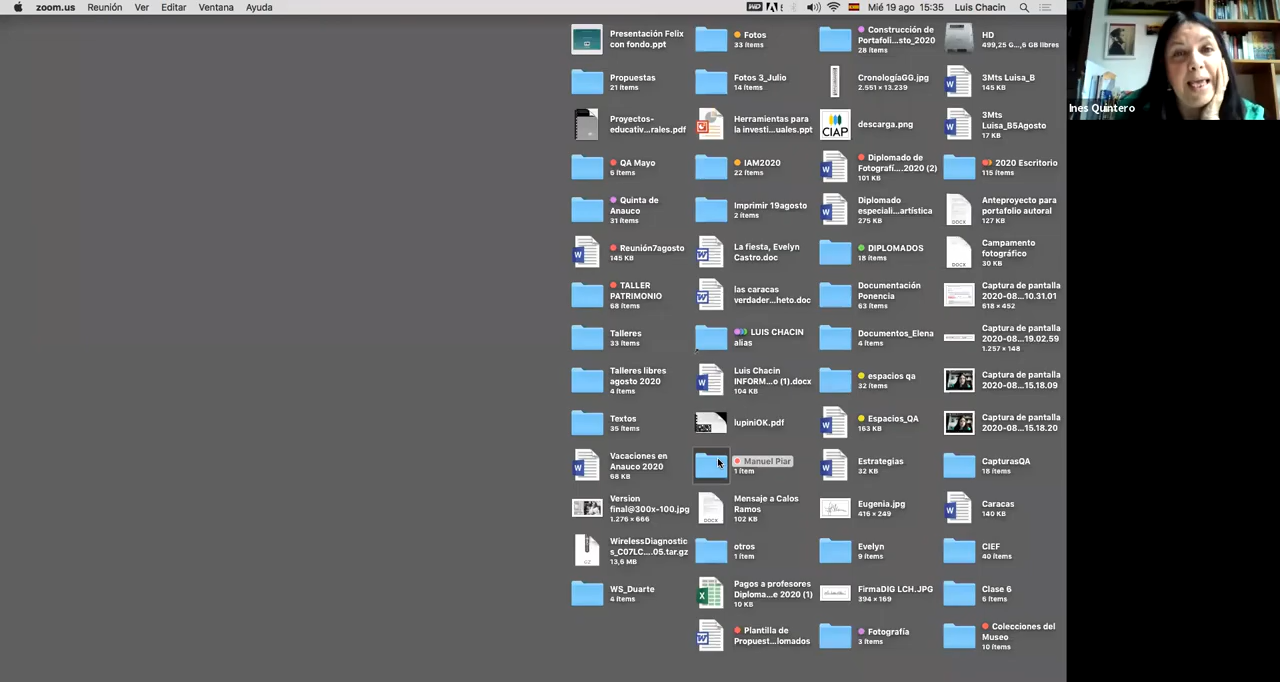 zoom.us Reunión Ver Editar Ventana Ayuda Mié 19 ago 15:35 Luis Chacin
Ines Quintero
Presentación Felix
con fondo.ppt
Propuestas
21 ítems
Proyectos-
educativ...rales.pdf
QA Mayo
6 ítems
Quinta de
Anauco
31 ítems
Reunión7agosto
145 KB
TALLER
PATRIMONIO
68 ítems
Talleres
33 ítems
Talleres libres
agosto 2020
4 ítems
Textos
35 ítems
Vacaciones en
Anauco 2020
68 KB
Version
final@300x-100.jpg
1.276 × 666
WirelessDiagnostic
s_C07LC....05.tar.gz
13,6 MB
WS_Duarte
4 ítems
Fotos
33 ítems
Fotos 3_Julio
14 ítems
Herramientas para
la investi...uales.ppt
IAM2020
22 ítems
Imprimir 19agosto
2 ítems
La fiesta, Evelyn
Castro.doc
las caracas
verdader...heto.doc
LUIS CHACIN
alias
Luis Chacin
INFORM...o (1).docx
104 KB
lupiniOK.pdf
Manuel Piar
1 ítem
Mensaje a Calos
Ramos
102 KB
otros
1 ítem
Pagos a profesores
Diploma...e 2020 (1)
10 KB
Plantilla de
Propuest...lomados
Construcción de
Portafoli...sto_2020
28 ítems
CronologíaGG.jpg
2.551 × 13.239
CIAP
descarga.png
Diplomado de
Fotografí....2020 (2)
101 KB
Diplomado
especiali...artística
275 KB
DIPLOMADOS
18 ítems
Documentación
Ponencia
63 ítems
Documentos_Elena
4 ítems
espacios qa
32 ítems
Espacios_QA
163 KB
Estrategias
32 KB
Eugenia.jpg
416 × 249
Evelyn
9 ítems
FirmaDIG LCH.JPG
394 × 169
Fotografía
3 ítems
HD
499,25 G...,6 GB libres
3Mts Luisa_B
145 KB
3Mts
Luisa_B5Agosto
17 KB
2020 Escritorio
115 ítems
Anteproyecto para
portafolio autoral
127 KB
Campamento
fotográfico
30 KB
Captura de pantalla
2020-08...10.31.01
618 × 452
Captura de pantalla
2020-08...19.02.59
1.257 × 148
Captura de pantalla
2020-08...15.18.09
Captura de pantalla
2020-08...15.18.20
CapturasQA
18 ítems
Caracas
140 KB
CIEF
40 ítems
Clase 6
6 ítems
Colecciones del
Museo
10 ítems